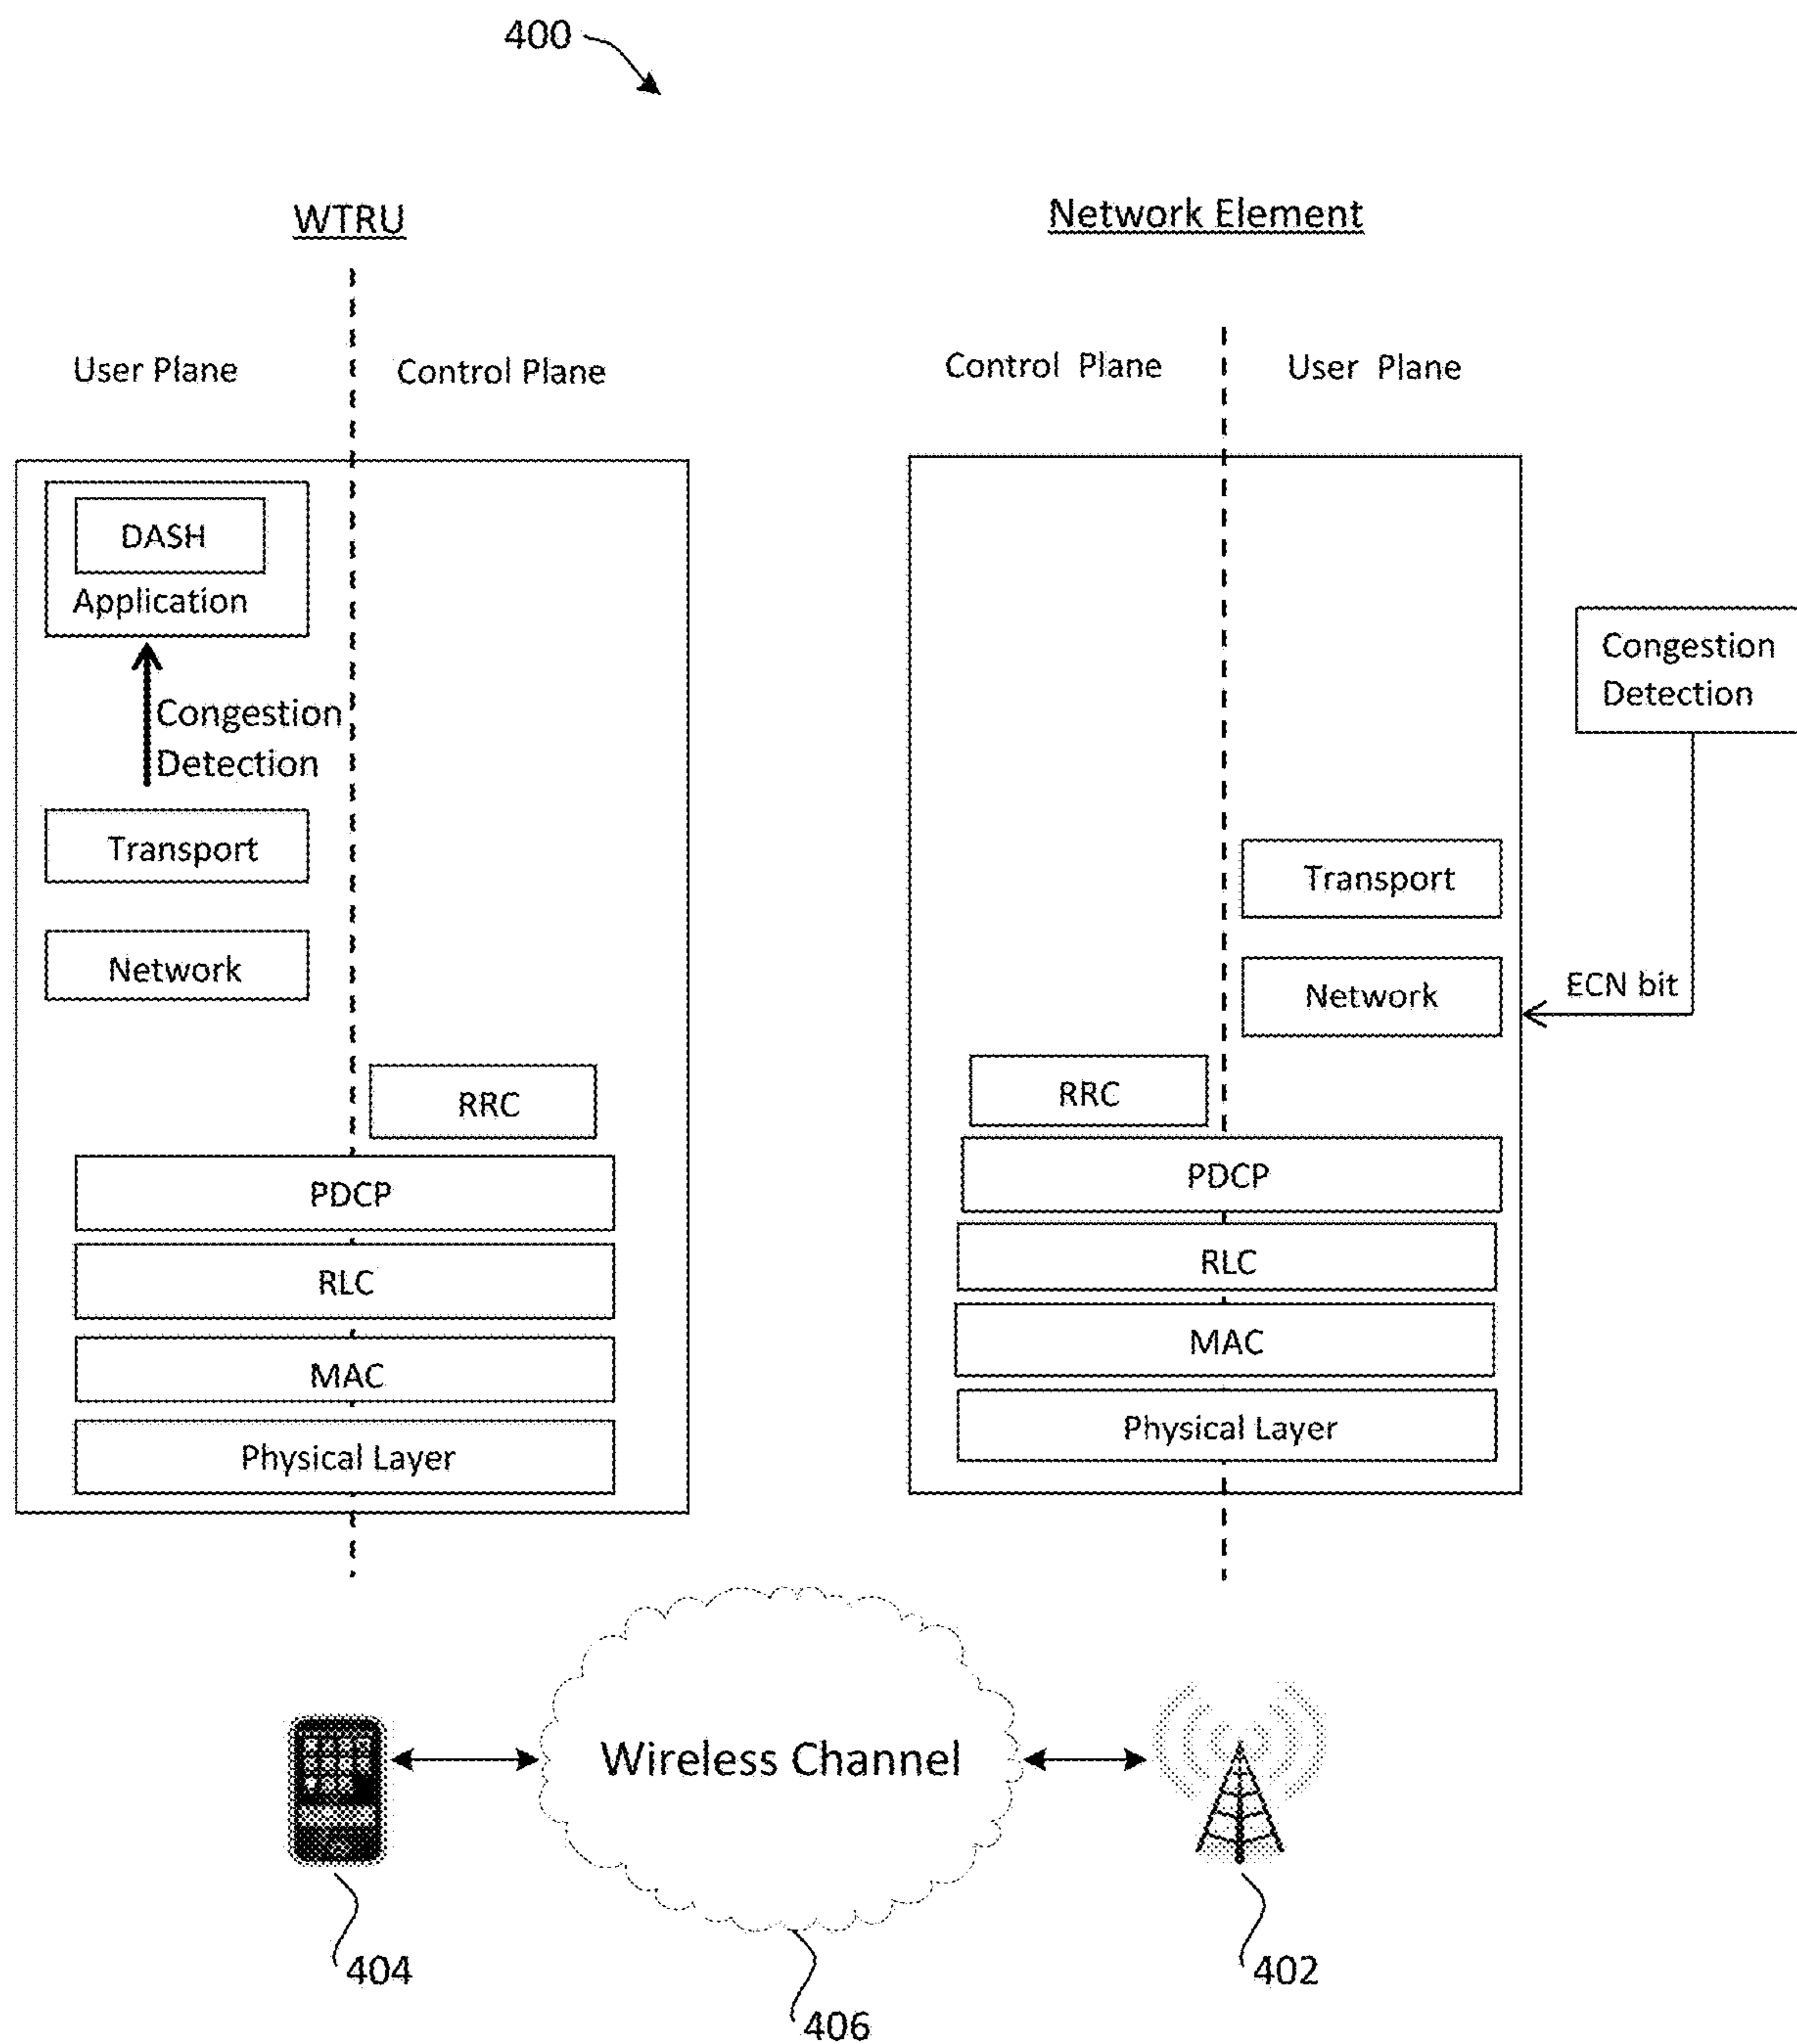 400
WTRU
Network Element
User Plane
Control Plane
Control Plane
User Plane
DASH
Application
Congestion
Detection
Transport
Network
RRC
PDCP
RLC
MAC
Physical Layer
Congestion
Detection
Transport
Network
ECN bit
RRC
PDCP
RLC
MAC
Physical Layer
Wireless Channel
404
406
402